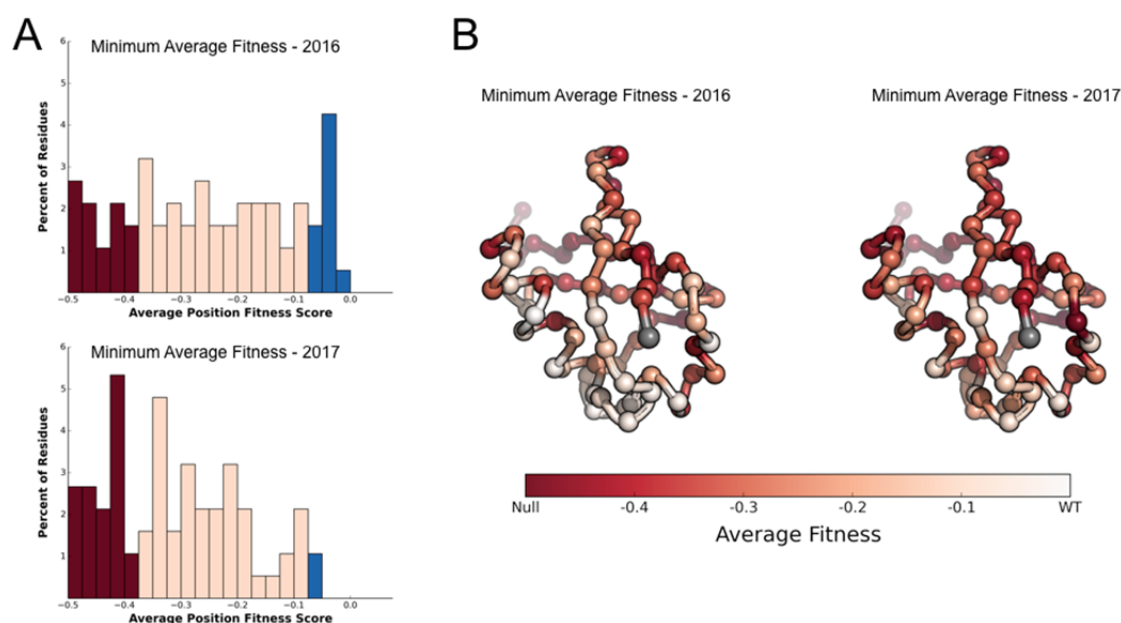 A
Minimum Average Fitness - 2016
Percent of Residues
6
5
4
3
2
1
−0.5 −0.4 −0.3 −0.2 −0.1 0.0
Average Position Fitness Score
Minimum Average Fitness - 2017
Percent of Residues
6
5
4
3
2
1
−0.5 −0.4 −0.3 −0.2 −0.1 0.0
Average Position Fitness Score
B
Minimum Average Fitness - 2016
Minimum Average Fitness - 2017
Null -0.4 -0.3 -0.2 -0.1 WT
Average Fitness